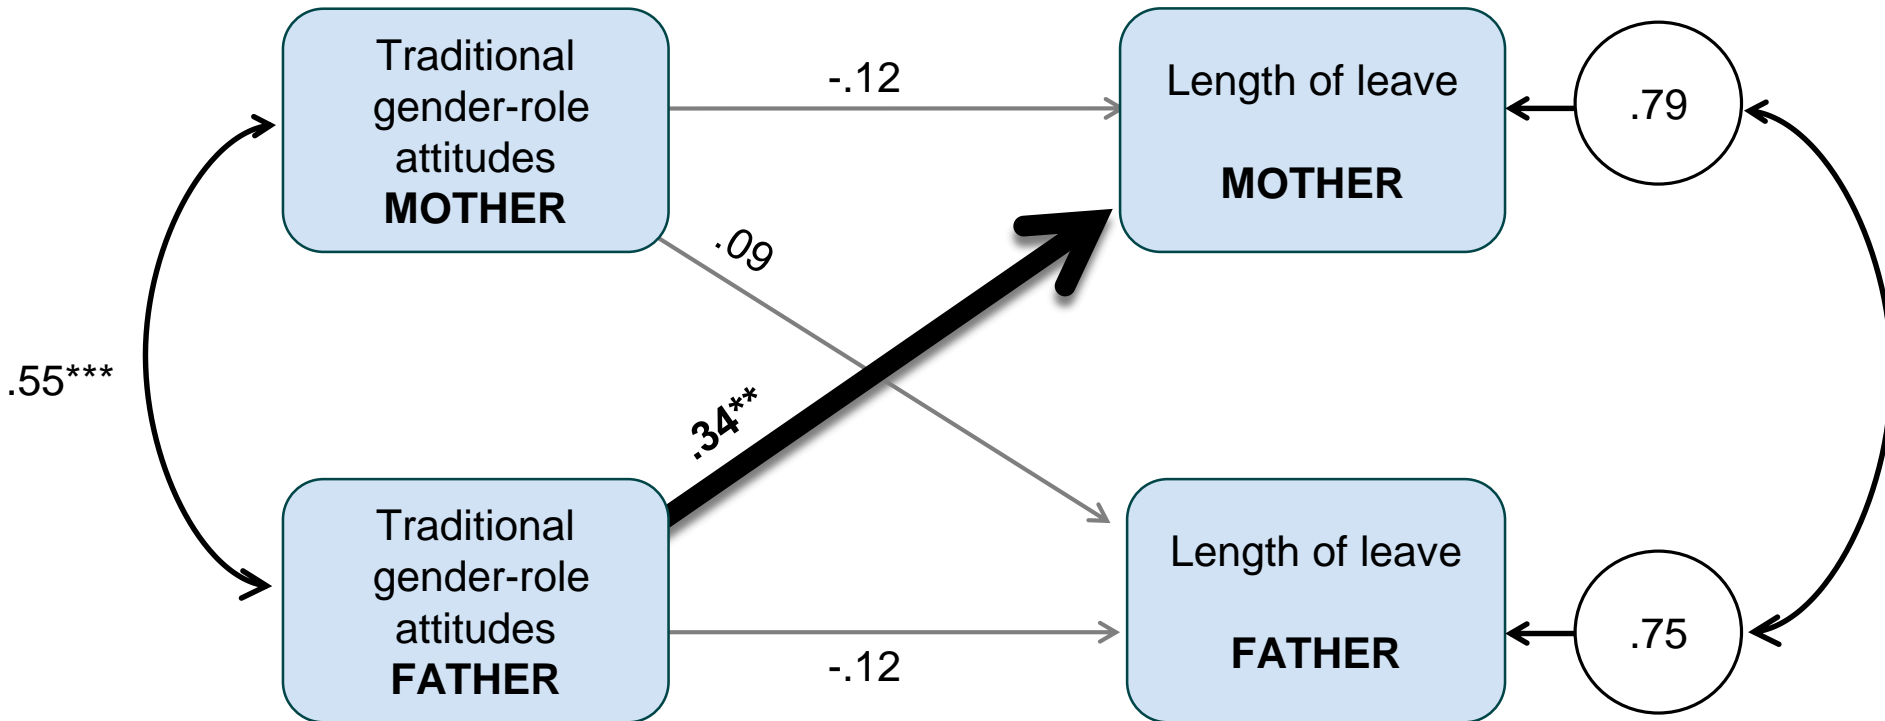 Traditional
gender-role
attitudes
MOTHER
-.12
Length of leave
MOTHER
.79
.09
.55***
.34**
Traditional
gender-role
attitudes
FATHER
-.12
Length of leave
FATHER
.75